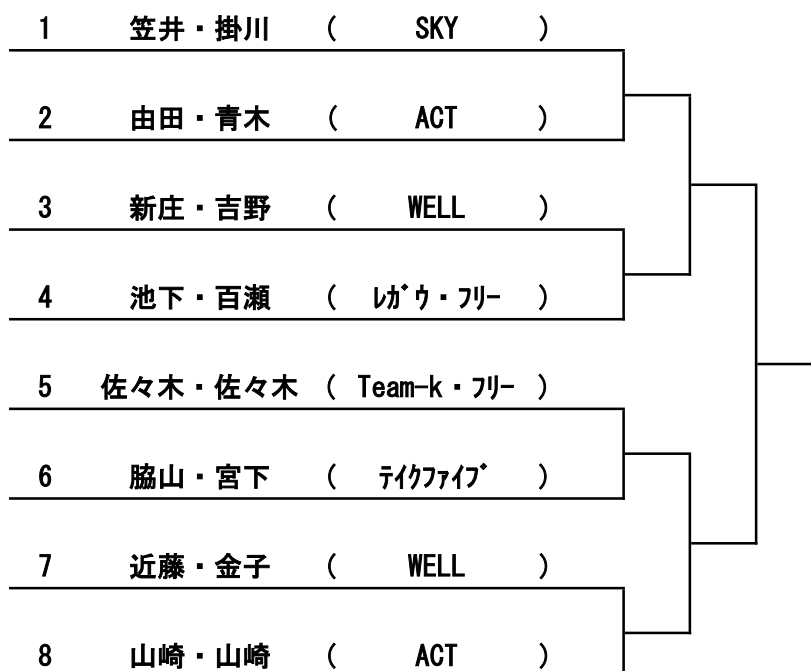 1 笠井・掛川 ( SKY )
2 由田・青木 ( ACT )
3 新庄・吉野 ( WELL )
4 池下・百瀬 ( ﾚｶﾞｳ・ﾌﾘｰ )
5 佐々木・佐々木 ( Team-k・ﾌﾘｰ )
6 脇山・宮下 ( ﾃｲｸﾌｧｲﾌﾞ )
7 近藤・金子 ( WELL )
8 山崎・山崎 ( ACT )